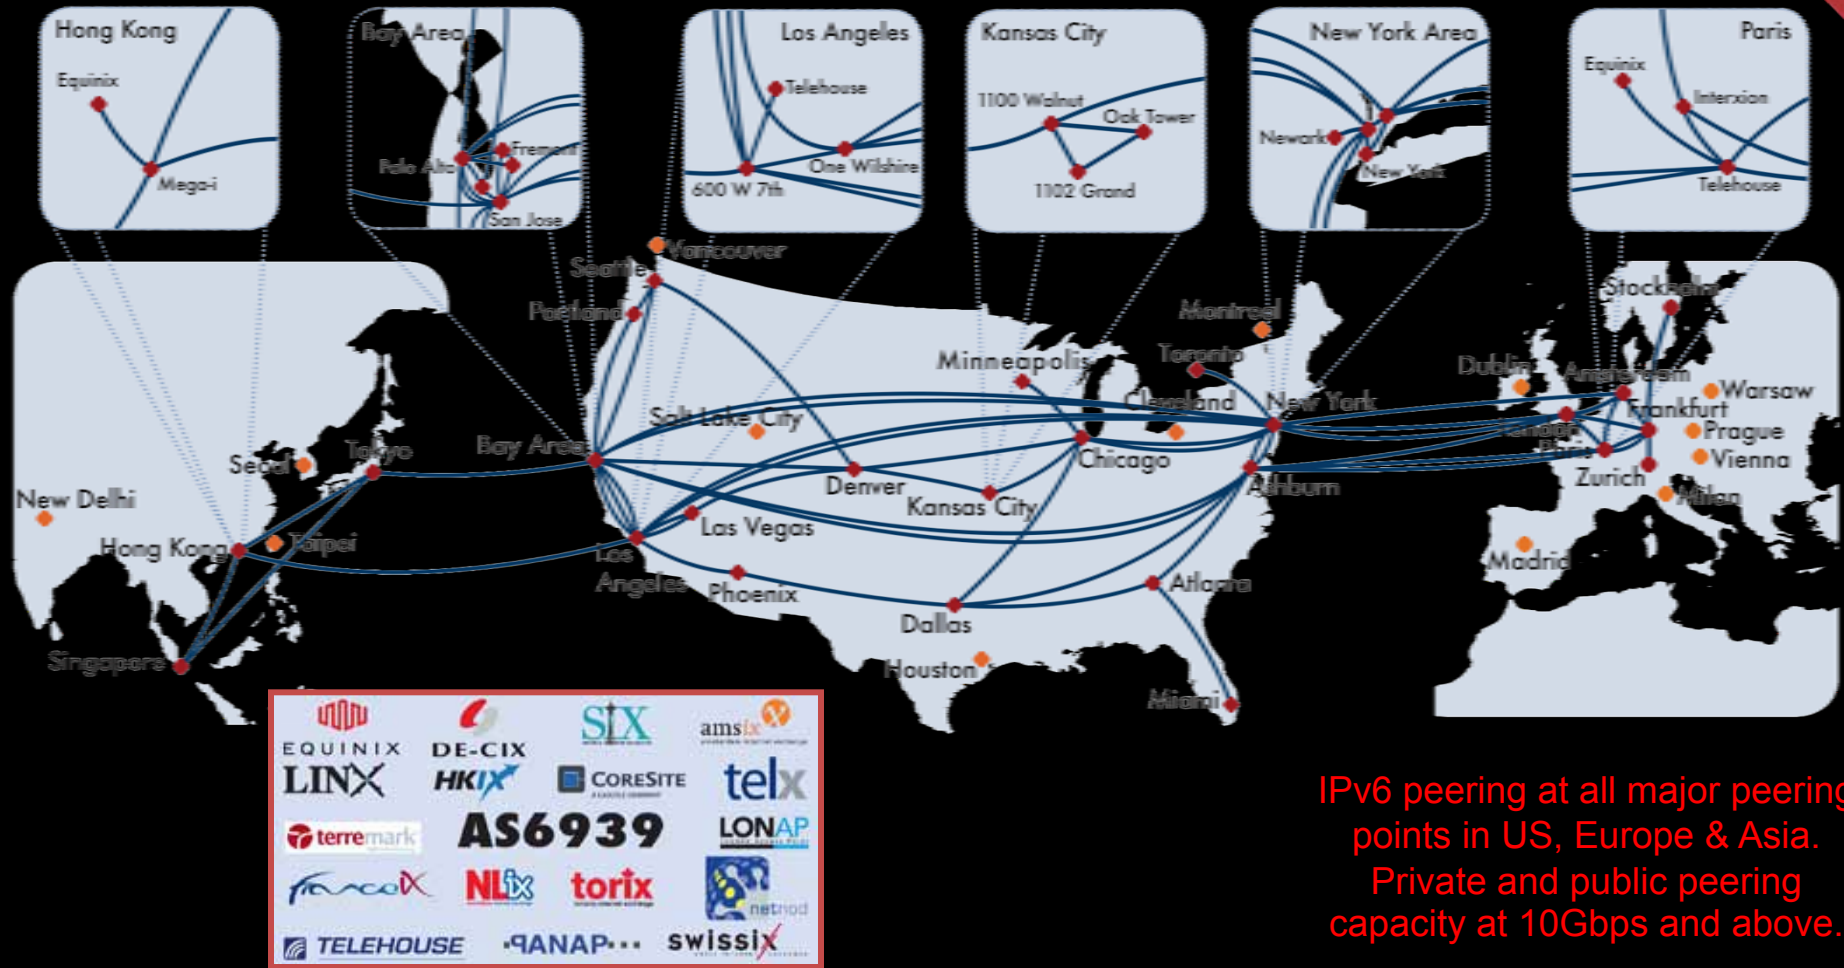 Hong Kong
Equinix
Mega-i
Bay Area
Palo Alto
Fremont
San Jose
Los Angeles
Telehouse
One Wilshire
600 W 7th
Kansas City
1100 Walnut
Oak Tower
1102 Grand
New York Area
Newark
New York
Paris
Equinix
Interxion
Telehouse
Vancouver
Seattle
Portland
Montreal
Toronto
Minneapolis
Cleveland
New York
Salt Lake City
Bay Area
Chicago
Denver
Kansas City
Ashburn
Las Vegas
Los
Angeles
Phoenix
Dallas
Atlanta
Houston
Miami
Seoul
Tokyo
New Delhi
Hong Kong
Taipei
Singapore
Stockholm
Dublin
Amsterdam
Warsaw
Frankfurt
London
Prague
Paris
Vienna
Zurich
Milan
Madrid
EQUINIX
DE-CIX
SIX
amsix
LINX
HKIX
CORESITE
telx
terremark
AS6939
LONAP
franceIX
NLix
torix
netnod
TELEHOUSE
PANAP
swissix
IPv6 peering at all major peering
points in US, Europe & Asia.
Private and public peering
capacity at 10Gbps and above.